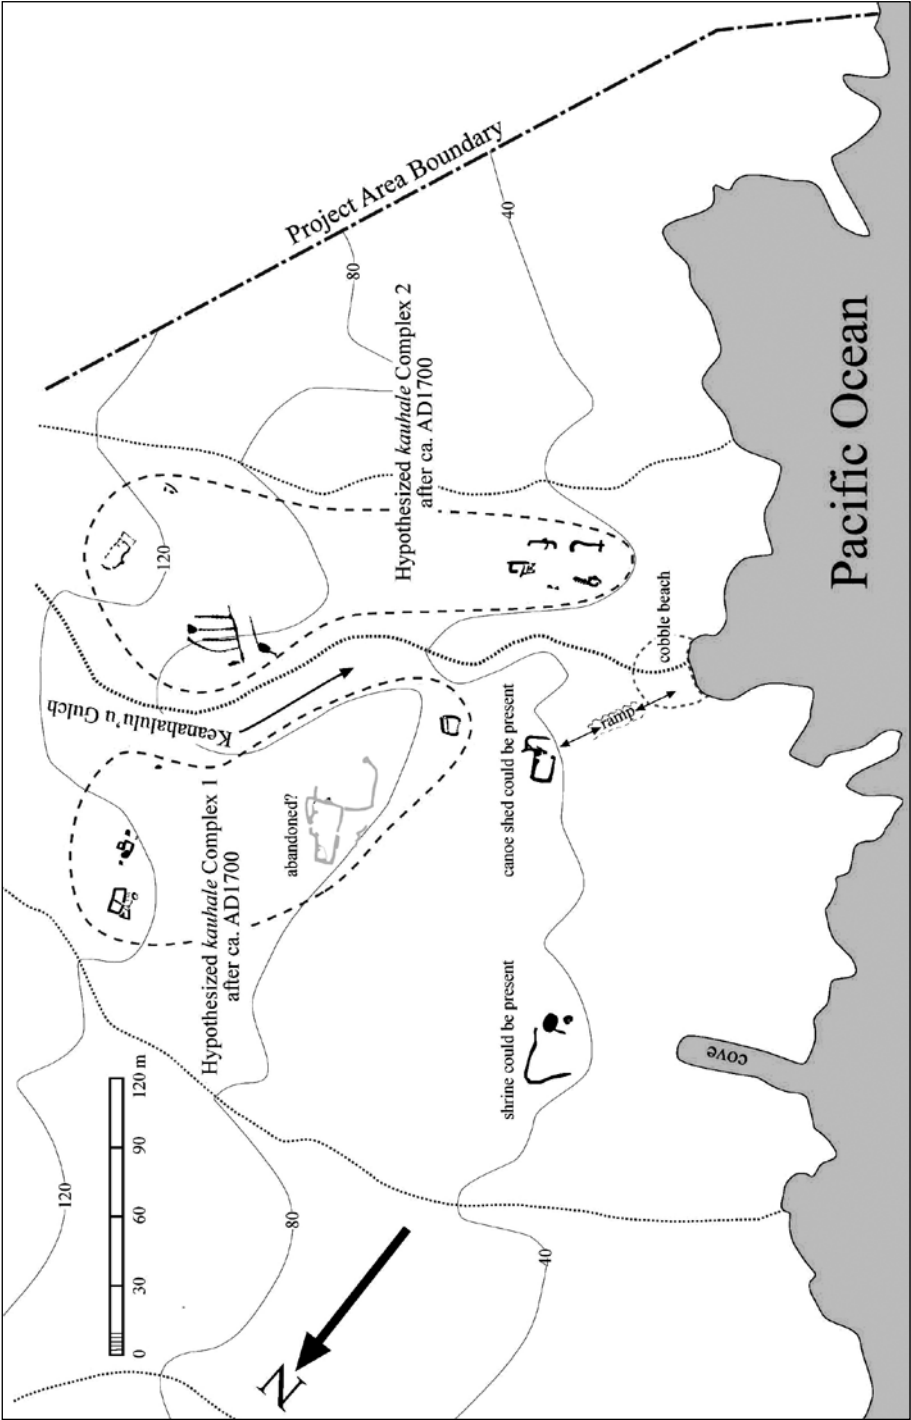 Project Area Boundary
40
80
120
Hypothesized kauhale Complex 2
after ca. AD1700
Pacific Ocean
cobble beach
ramp
canoe shed could be present
Keanahalulu'u Gulch
abandoned?
Hypothesized kauhale Complex 1
after ca. AD1700
shrine could be present
cove
120
80
40
0 30 60 90 120 m
N